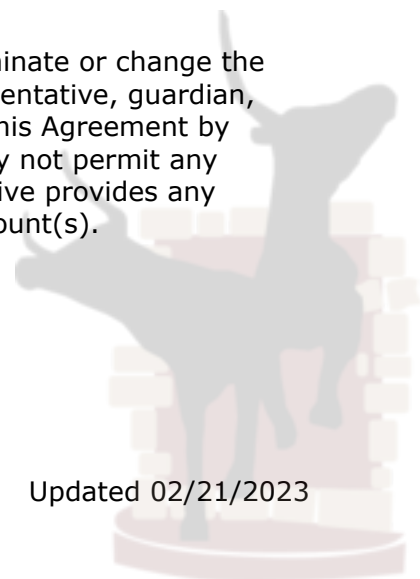 inate or change the
entative, guardian,
his Agreement by
y not permit any
ive provides any
ount(s).
Updated 02/21/2023